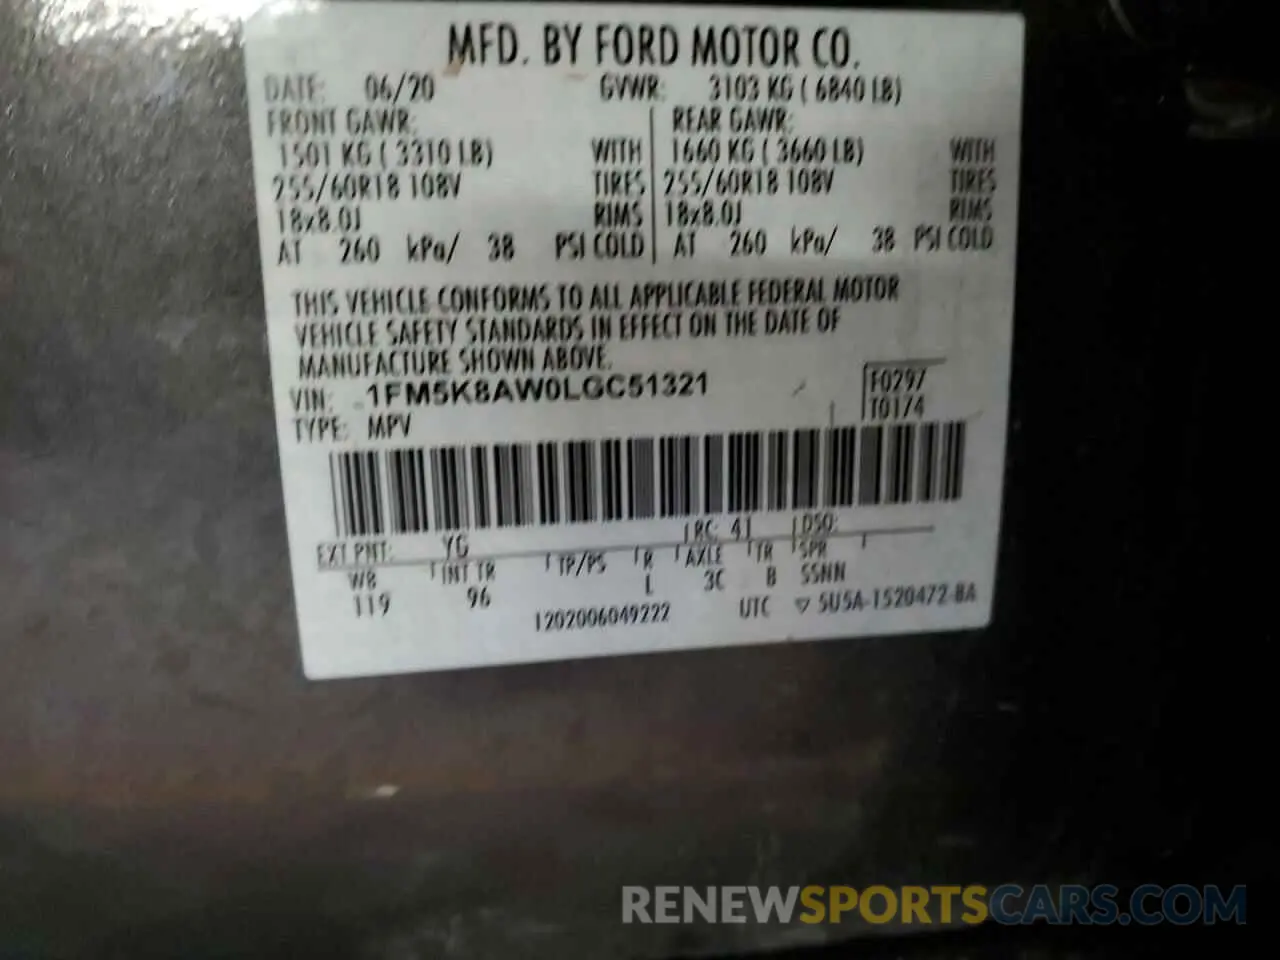 MFD. BY FORD MOTOR CO.
DATE: 06/20 GVWR: 3103 KG ( 6840 LB)
FRONT GAWR: REAR GAWR:
1501 KG ( 3310 LB) WITH 1660 KG ( 3660 LB) WITH
255/60R18 108V TIRES 255/60R18 108V TIRES
18x8.0J RIMS 18x8.0J RIMS
AT 260 kPa/ 38 PSI COLD AT 260 kPa/ 38 PSI COLD
THIS VEHICLE CONFORMS TO ALL APPLICABLE FEDERAL MOTOR
VEHICLE SAFETY STANDARDS IN EFFECT ON THE DATE OF
MANUFACTURE SHOWN ABOVE.
VIN: 1FM5K8AW0LGC51321 F0297
TYPE: MPV T0174
EXT PNT: YG RC: 41 DSO:
WB INT TR TP/PS R AXLE TR SPR
119 96 L 3C B SSNN
1202006049222 UTC ▽ 5U5A-1520472-BA
RENEWSPORTSCARS.COM